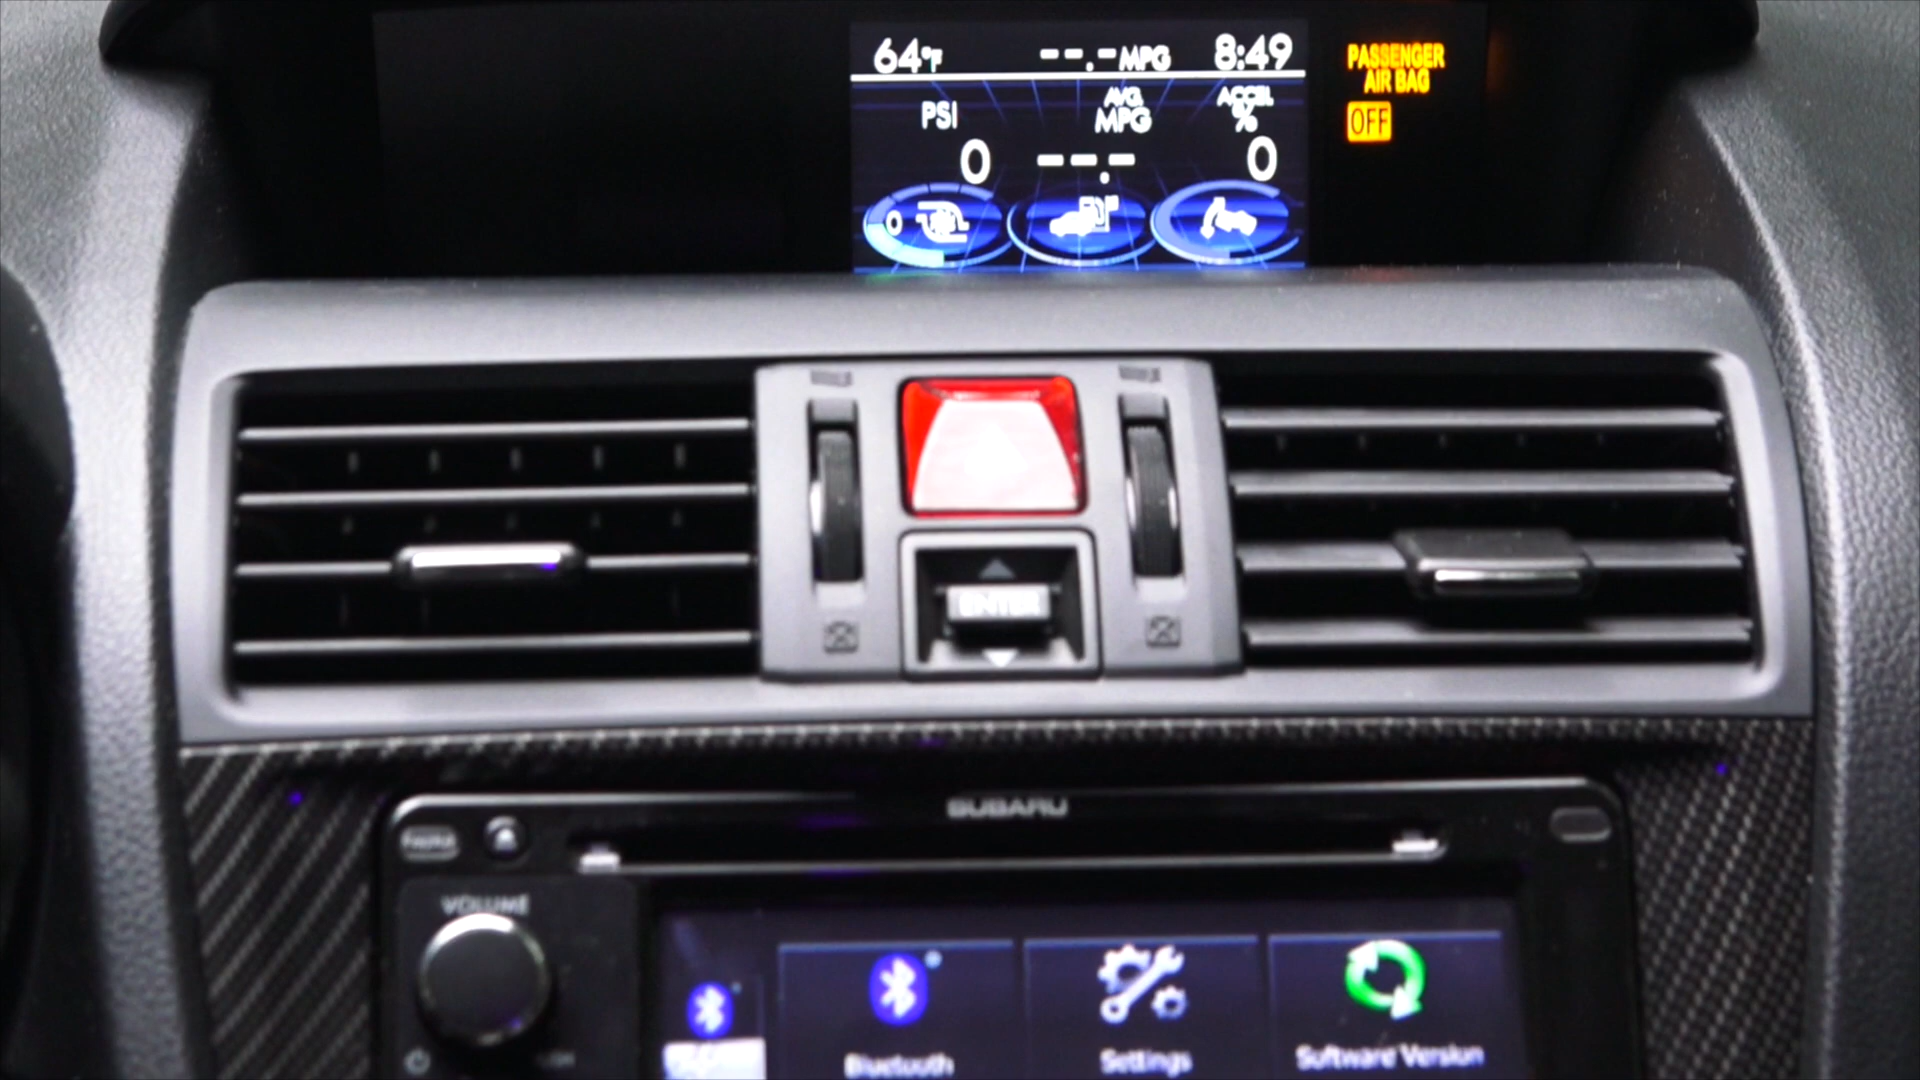 64°F --.-MPG 8:49
PASSENGER
AIR BAG
OFF
PSI
AVG.
MPG
ACCEL
%
0
--.-
0
0
ENTER
SUBARU
VOLUME
Bluetooth
Settings
Software Version